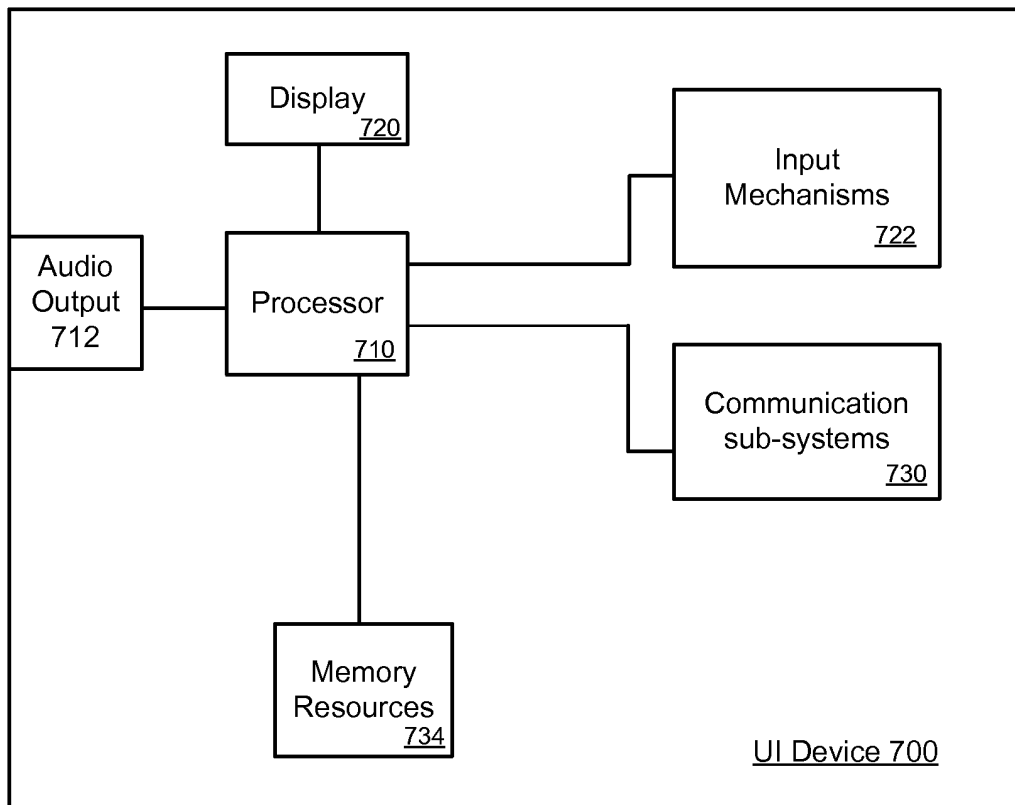 Display
720
Input
Mechanisms
722
Audio
Output
712
Processor
710
Communication
sub-systems
730
Memory
Resources
734
UI Device 700